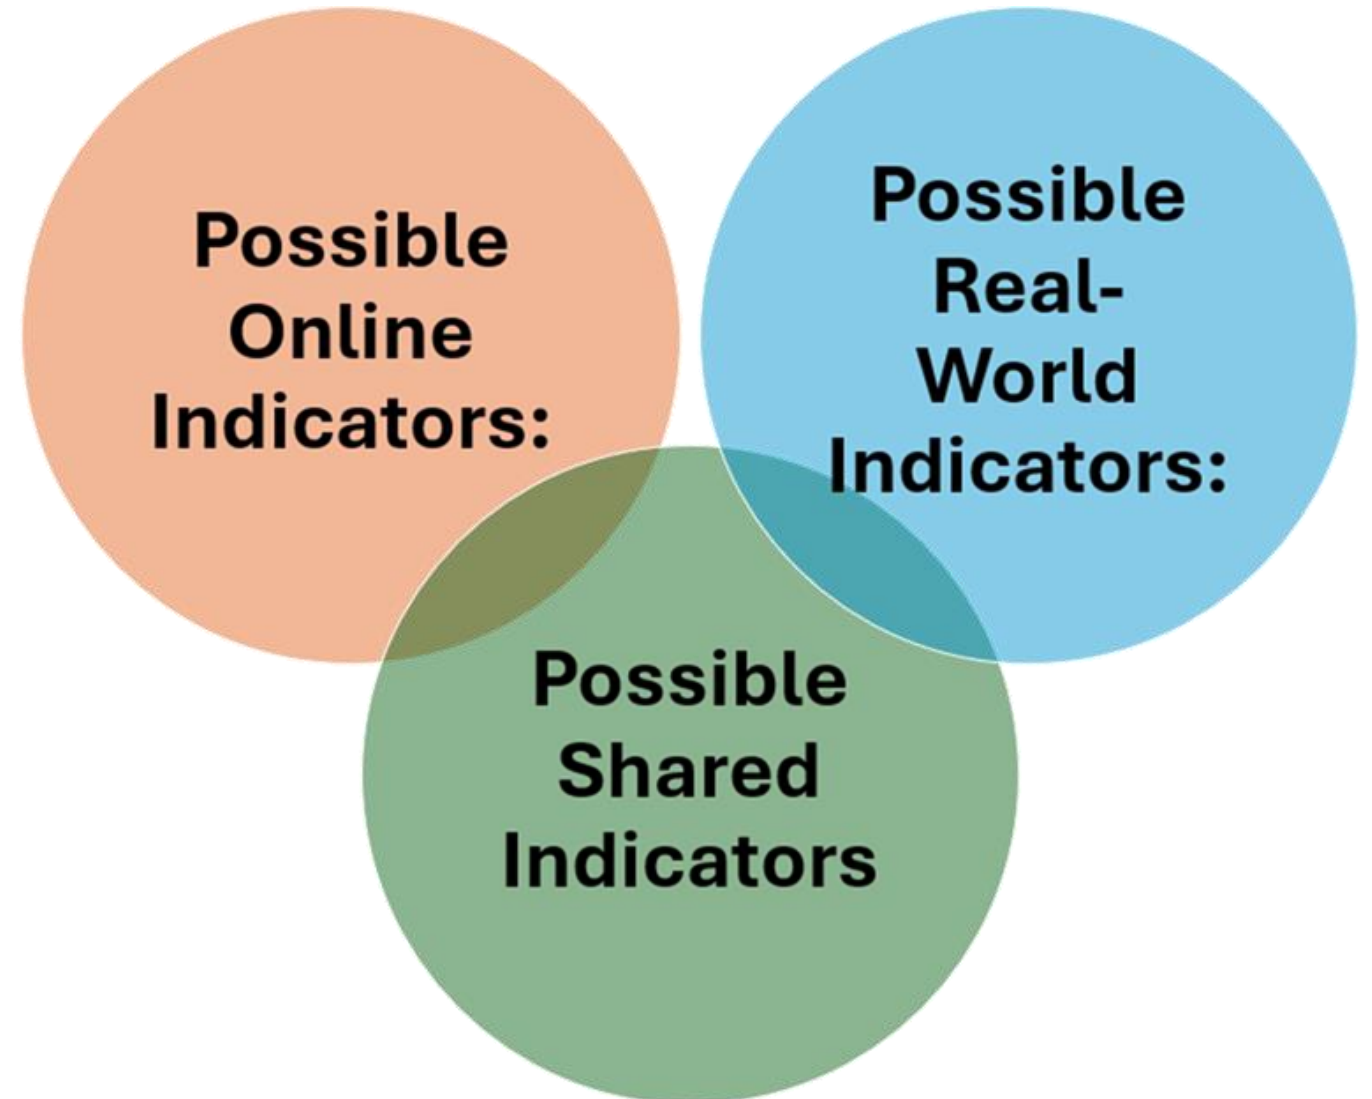 Possible
Online
Indicators:
Possible
Real-
World
Indicators:
Possible
Shared
Indicators